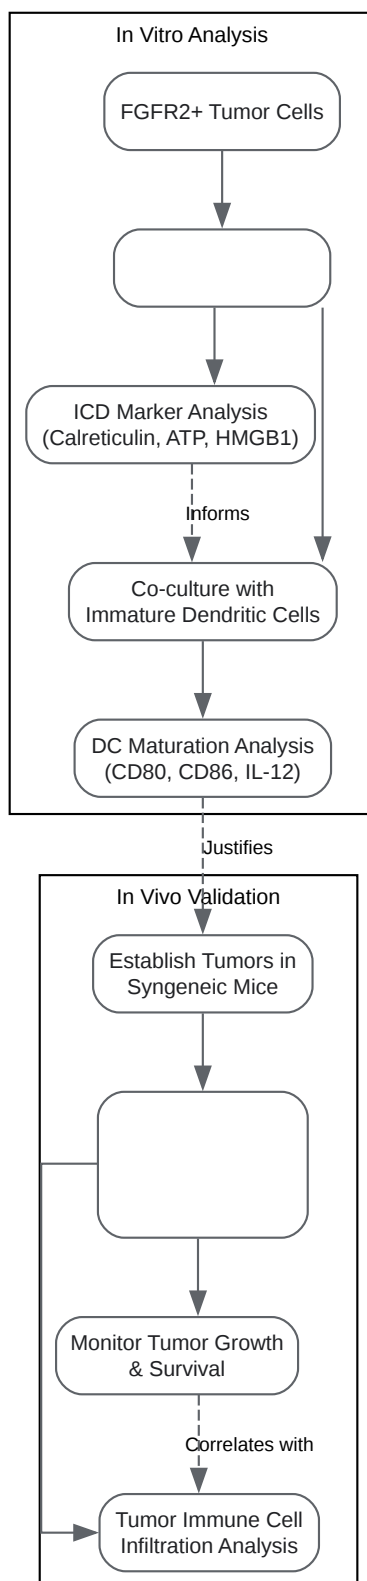 In Vitro Analysis
FGFR2+ Tumor Cells
ICD Marker Analysis
(Calreticulin, ATP, HMGB1)
Informs
Co-culture with
Immature Dendritic Cells
DC Maturation Analysis
(CD80, CD86, IL-12)
Justifies
In Vivo Validation
Establish Tumors in
Syngeneic Mice
Monitor Tumor Growth
& Survival
Correlates with
Tumor Immune Cell
Infiltration Analysis